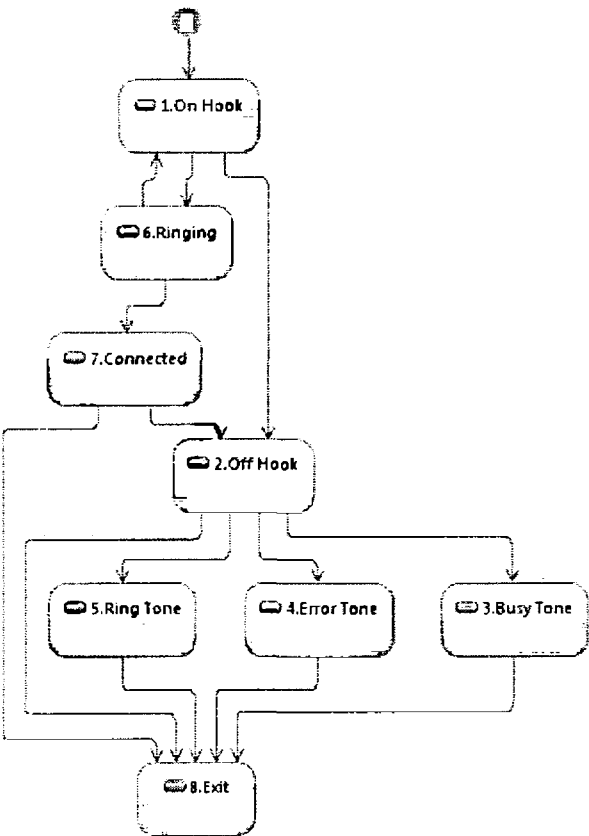 1.On Hook
6.Ringing
7.Connected
2.Off Hook
5.Ring Tone
4.Error Tone
3.Busy Tone
8.Exit